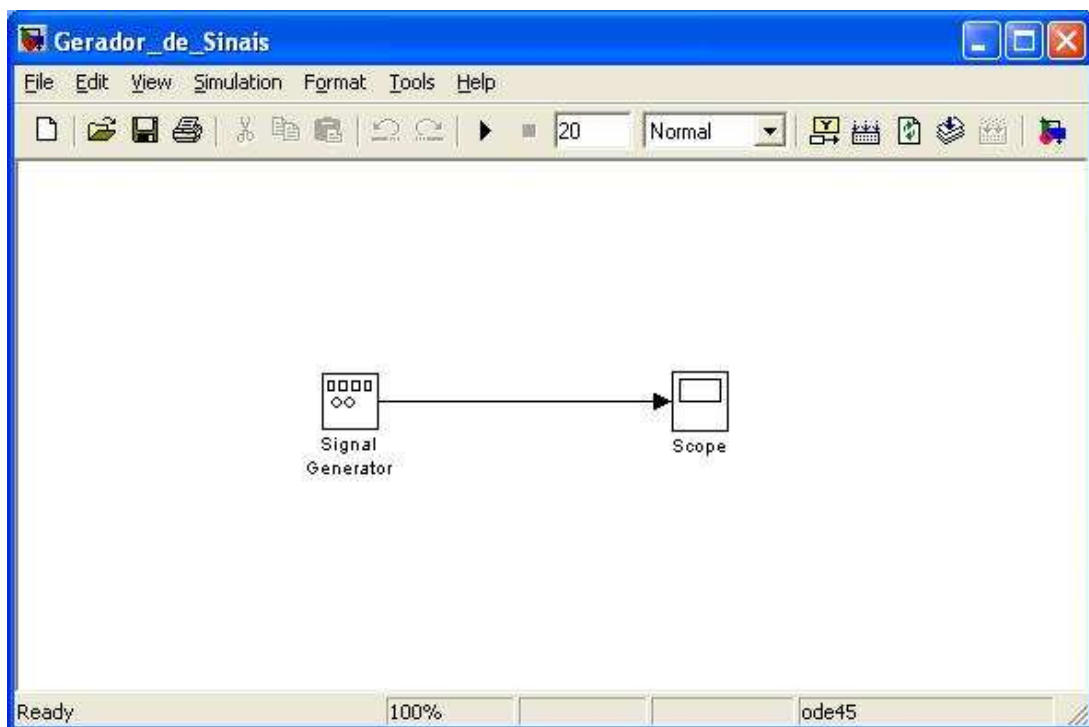 Gerador_de_Sinais
File Edit View Simulation Format Tools Help
20 Normal
Signal
Generator
Scope
Ready 100% ode45